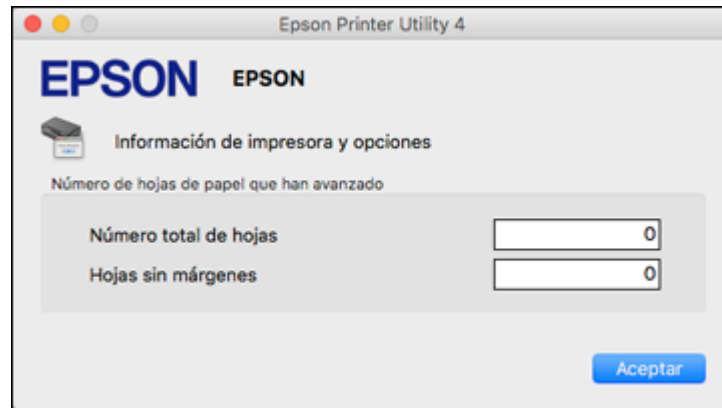 Epson Printer Utility 4
EPSON EPSON
Información de impresora y opciones
Número de hojas de papel que han avanzado
Número total de hojas 0
Hojas sin márgenes 0
Aceptar